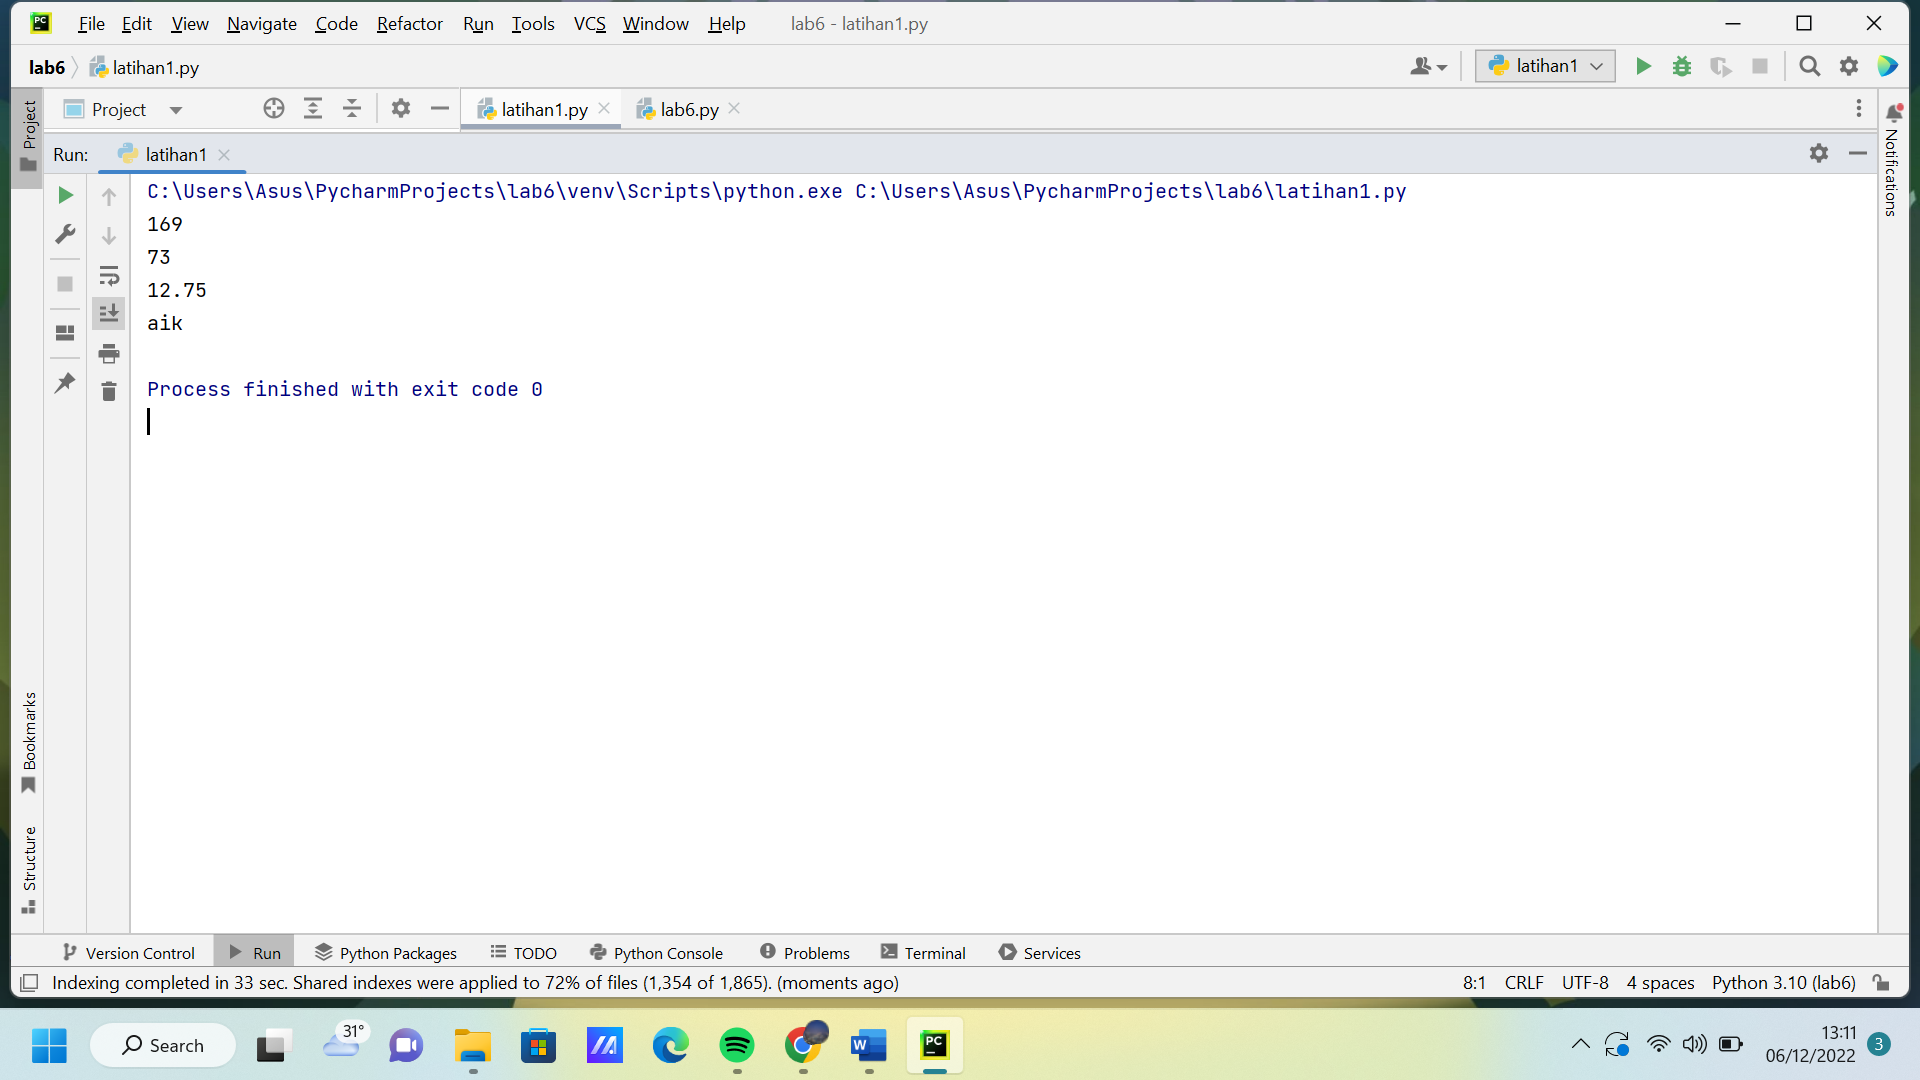 File Edit View Navigate Code Refactor Run Tools VCS Window Help lab6 - latihan1.py
lab6 latihan1.py latihan1
Project latihan1.py lab6.py
Project
Notifications
Run: latihan1
C:\Users\Asus\PycharmProjects\lab6\venv\Scripts\python.exe C:\Users\Asus\PycharmProjects\lab6\latihan1.py
169
73
12.75
aik
Process finished with exit code 0
Bookmarks
Structure
Version Control Run Python Packages TODO Python Console Problems Terminal Services
Indexing completed in 33 sec. Shared indexes were applied to 72% of files (1,354 of 1,865). (moments ago) 8:1 CRLF UTF-8 4 spaces Python 3.10 (lab6)
Search 31° W PC 13:11 3
06/12/2022